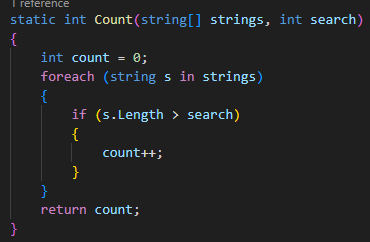 1 reference
static int Count(string[] strings, int search)
{
    int count = 0;
    foreach (string s in strings)
    {
        if (s.Length > search)
        {
            count++;
        }
    }
    return count;
}